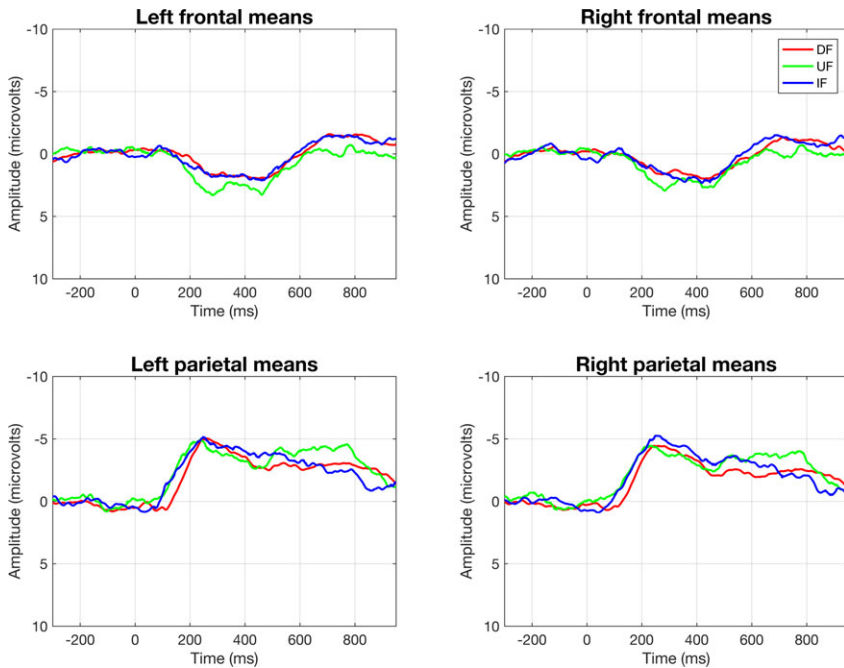 Left frontal means
-10
-5
0
5
10
Amplitude (microvolts)
-200 0 200 400 600 800
Time (ms)
Right frontal means
-10
-5
0
5
10
Amplitude (microvolts)
-200 0 200 400 600 800
Time (ms)
DF
UF
IF
Left parietal means
-10
-5
0
5
10
Amplitude (microvolts)
-200 0 200 400 600 800
Time (ms)
Right parietal means
-10
-5
0
5
10
Amplitude (microvolts)
-200 0 200 400 600 800
Time (ms)